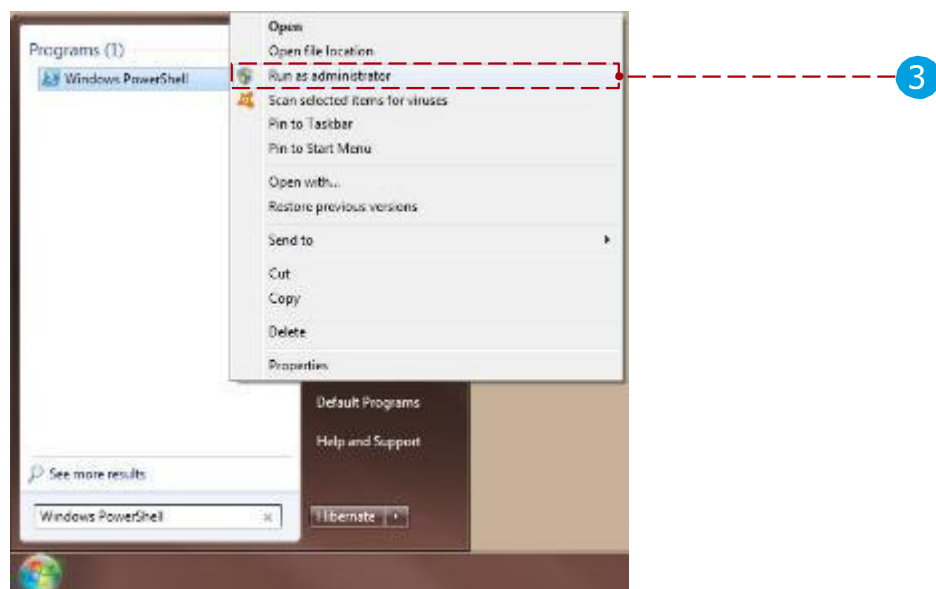 Programs (1)
Windows PowerShell
Open
Open file location
Run as administrator
Scan selected items for viruses
Pin to Taskbar
Pin to Start Menu
Open with...
Restore previous versions
Send to
Cut
Copy
Delete
Properties
3
Default Programs
Help and Support
See more results
Windows PowerShell
Hibernate